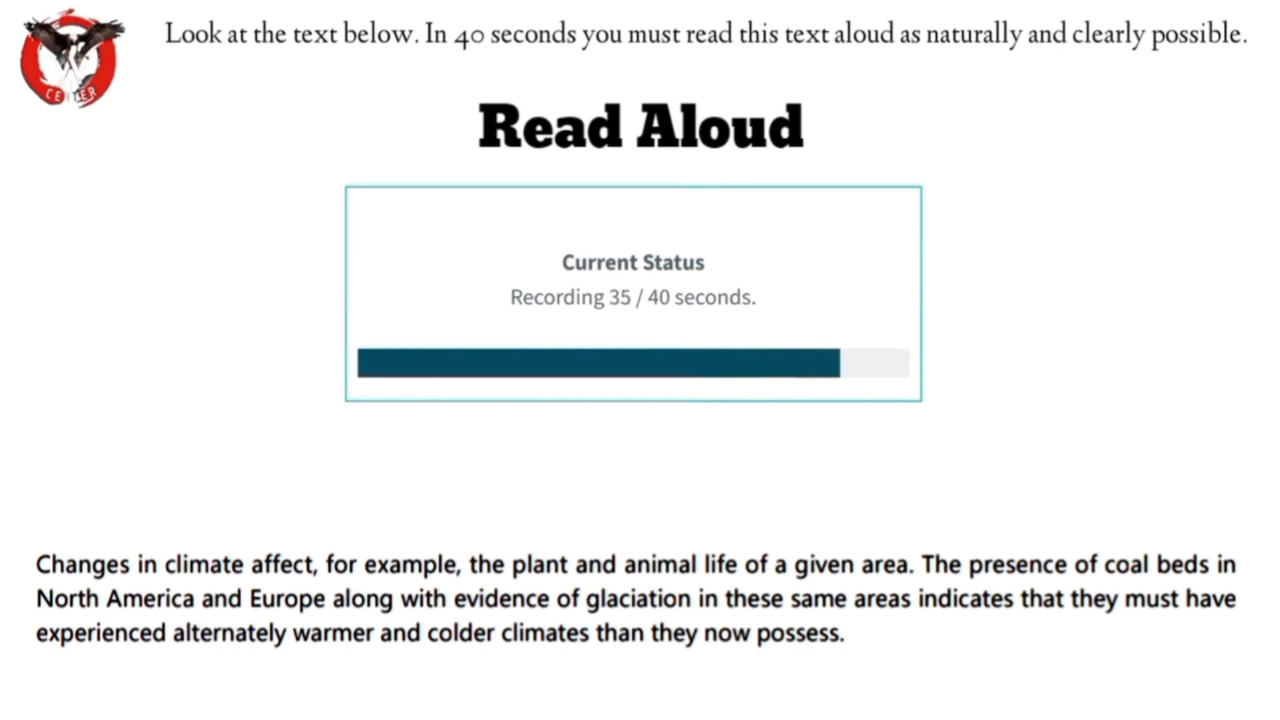 CENTER
Look at the text below. In 40 seconds you must read this text aloud as naturally and clearly possible.
Read Aloud
Current Status
Recording 35 / 40 seconds.
Changes in climate affect, for example, the plant and animal life of a given area. The presence of coal beds in
North America and Europe along with evidence of glaciation in these same areas indicates that they must have
experienced alternately warmer and colder climates than they now possess.